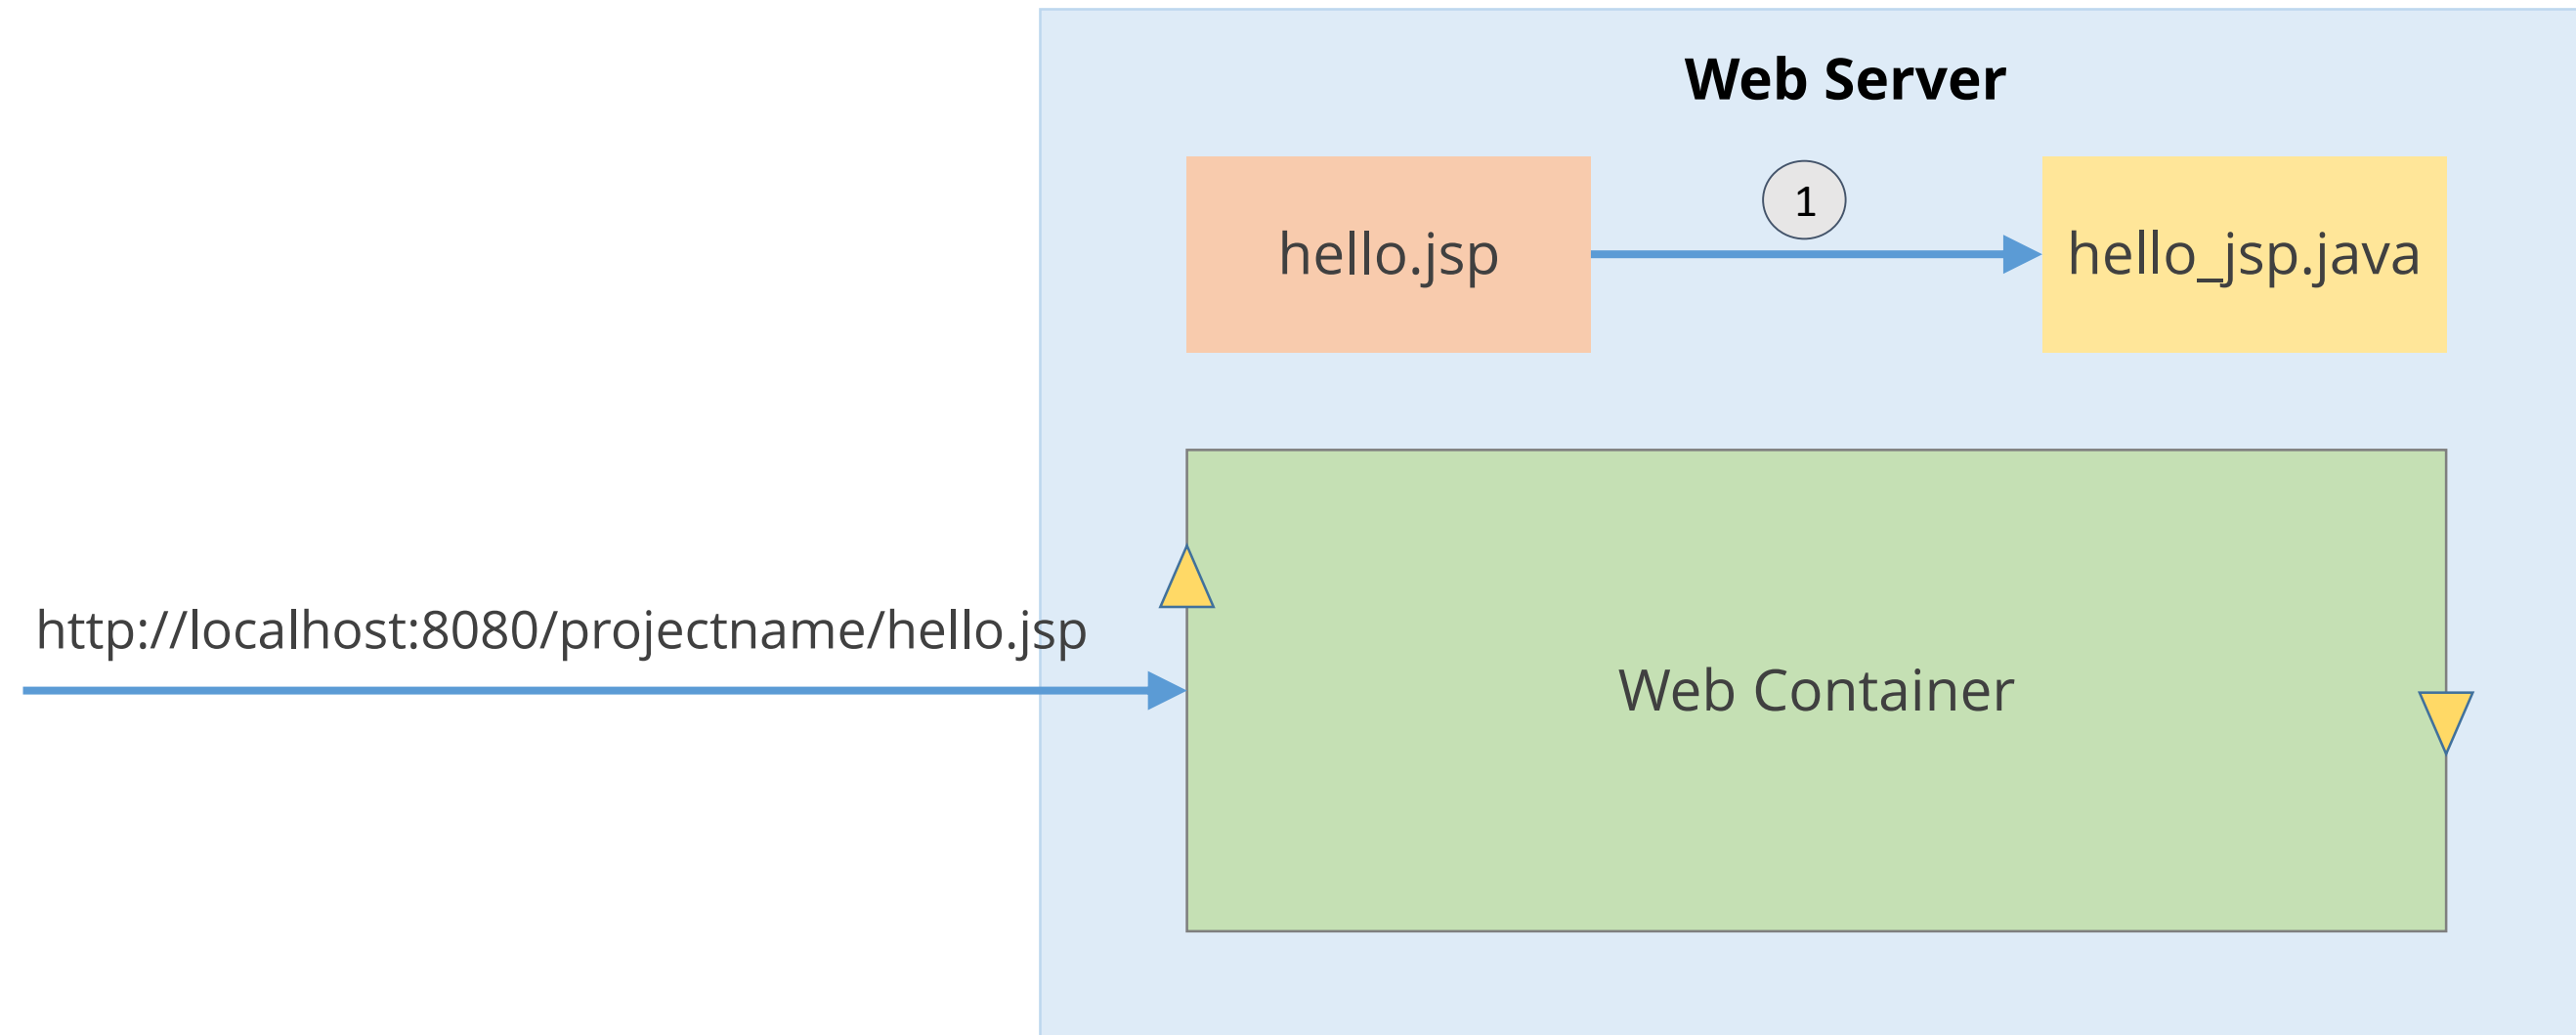 Web Server
1
hello.jsp
hello_jsp.java
http://localhost:8080/projectname/hello.jsp
Web Container